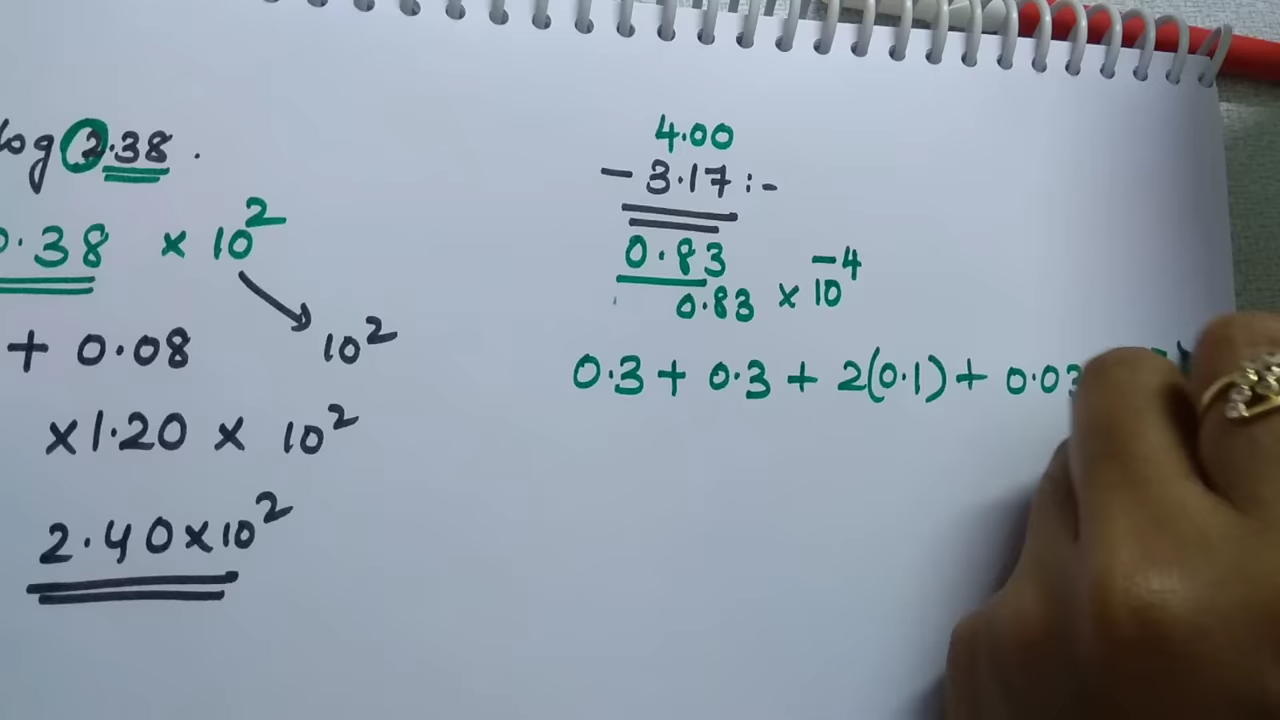 log 2.38 .
0.38 × 10²
+ 0.08 10²
×1.20 × 10²
2.40×10²
4.00
- 3.17 :-
0.83
0.83 × 10⁻⁴
0.3 + 0.3 + 2(0.1) + 0.03